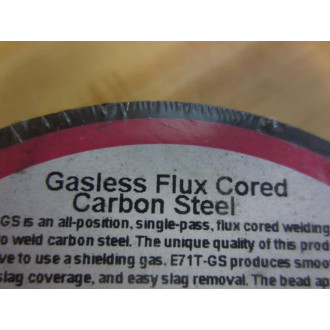 Gasless Flux Cored
Carbon Steel
-GS is an all-position, single-pass, flux cored welding
o weld carbon steel. The unique quality of this prod
ve to use a shielding gas. E71T-GS produces smoo
slag coverage, and easy slag removal. The bead ap